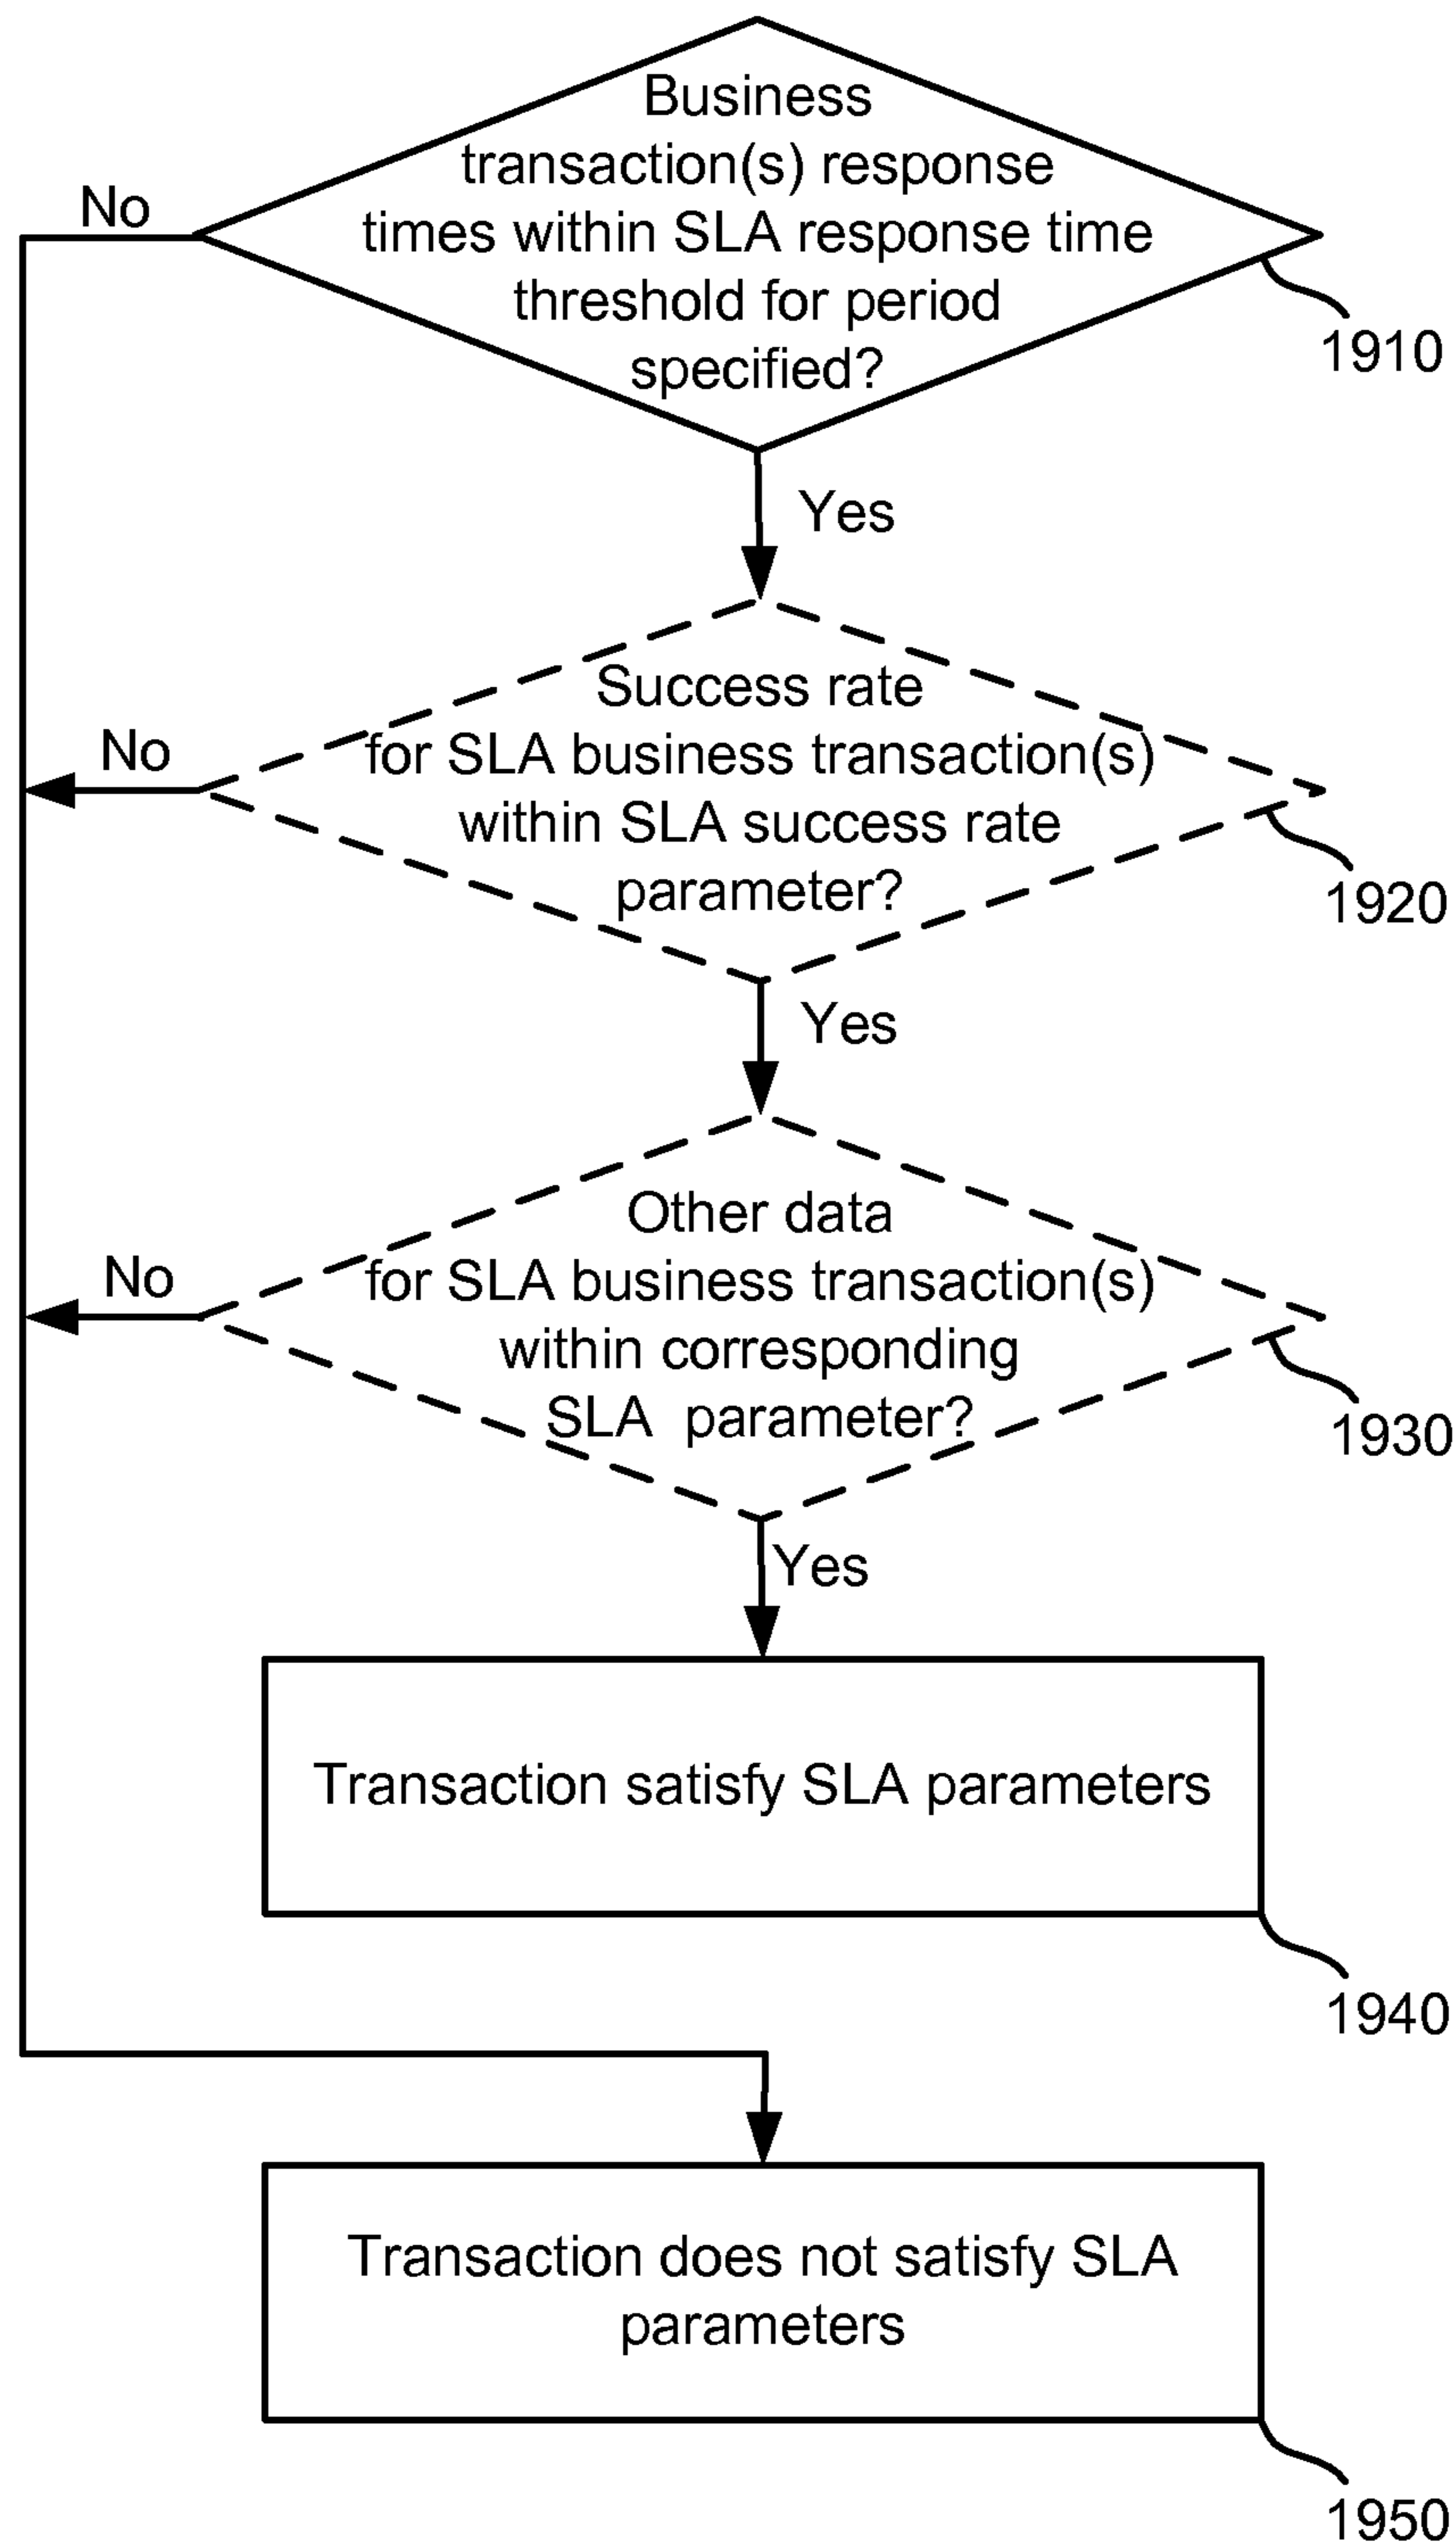 Business
transaction(s) response
No
times within SLA response time
threshold for period
specified?
1910
Yes
Success rate
No
for SLA business transaction(s)
within SLA success rate
parameter?
1920
Yes
Other data
No
for SLA business transaction(s)
within corresponding
SLA parameter?
1930
Yes
Transaction satisfy SLA parameters
1940
Transaction does not satisfy SLA
parameters
1950